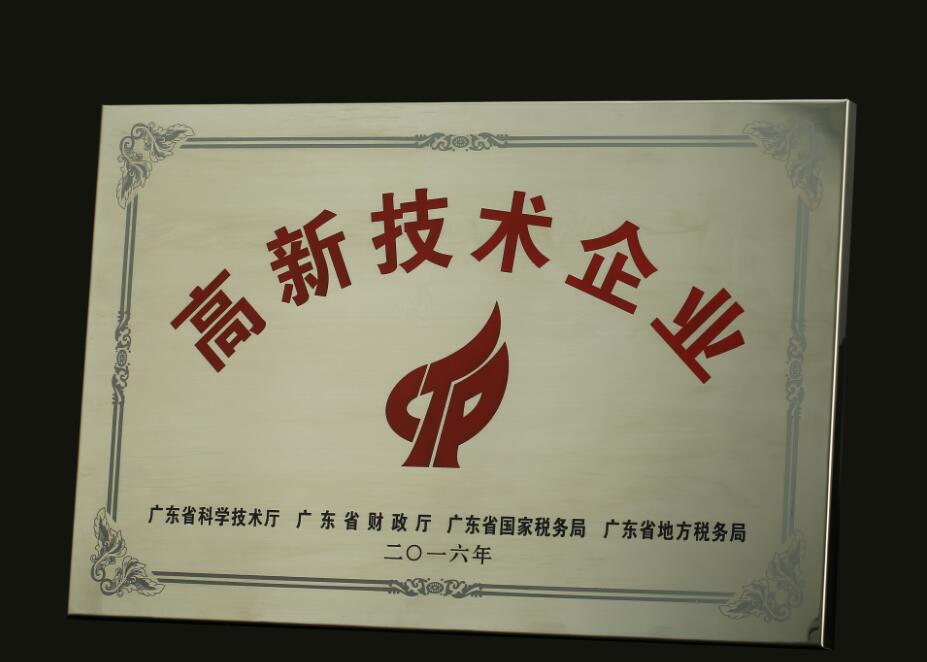 高新技术企业
广东省科学技术厅 广东省财政厅 广东省国家税务局 广东省地方税务局
二〇一六年